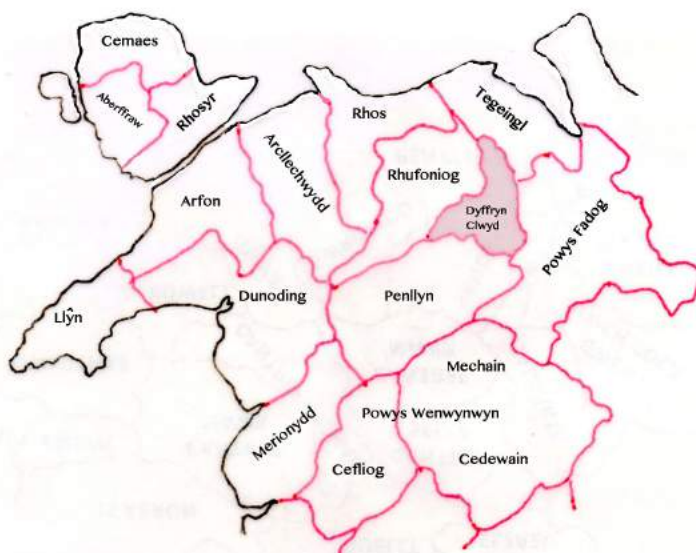 Cemaes
Aberffraw
Rhosyr
Rhos
Tegeingl
Arcllechwydd
Rhufoniog
Arfon
Dyffryn
Clwyd
Powys Fadog
Llŷn
Dunoding
Penllyn
Mechain
Merionydd
Powys Wenwynwyn
Cefliog
Cedewain